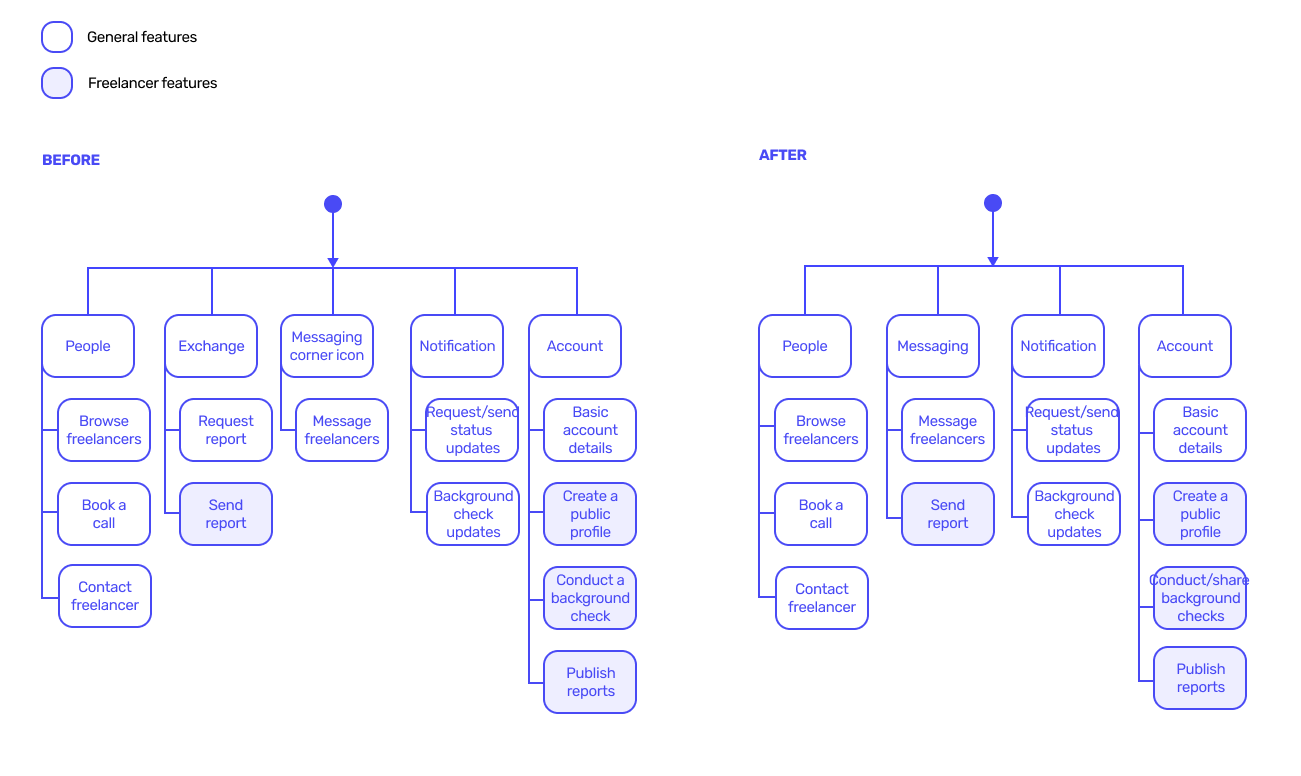 General features
Freelancer features
BEFORE
People
Exchange
Messaging
corner icon
Notification
Account
Browse
freelancers
Request
report
Message
freelancers
Request/send
status
updates
Basic
account
details
Book a
call
Send
report
Background
check
updates
Create a
public
profile
Contact
freelancer
Conduct a
background
check
Publish
reports
AFTER
People
Messaging
Notification
Account
Browse
freelancers
Message
freelancers
Request/send
status
updates
Basic
account
details
Book a
call
Send
report
Background
check
updates
Create a
public
profile
Contact
freelancer
Conduct/share
background
checks
Publish
reports